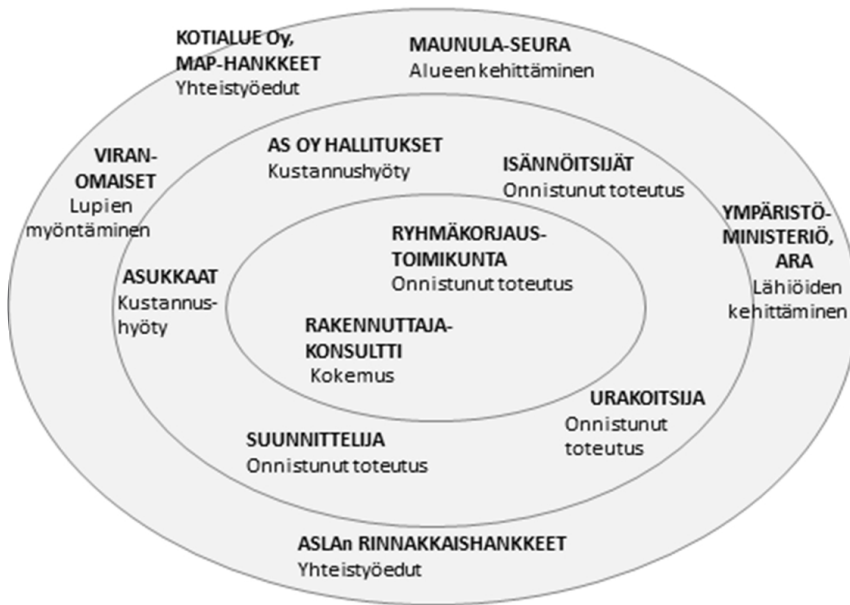 KOTIALUE Oy,
MAP-HANKKEET
Yhteistyöedut
MAUNULA-SEURA
Alueen kehittäminen
VIRAN-
OMAISET
Lupien
myöntäminen
AS OY HALLITUKSET
Kustannushyöty
ISÄNNÖITSIJÄT
Onnistunut toteutus
YMPÄRISTÖ-
MINISTERIÖ,
ARA
Lähiöiden
kehittäminen
ASUKKAAT
Kustannus-
hyöty
RYHMÄKORJAUS-
TOIMIKUNTA
Onnistunut toteutus
RAKENNUTTAJA-
KONSULTTI
Kokemus
URAKOITSIJA
Onnistunut
toteutus
SUUNNITTELIJA
Onnistunut toteutus
ASLAn RINNAKKAISHANKKEET
Yhteistyöedut